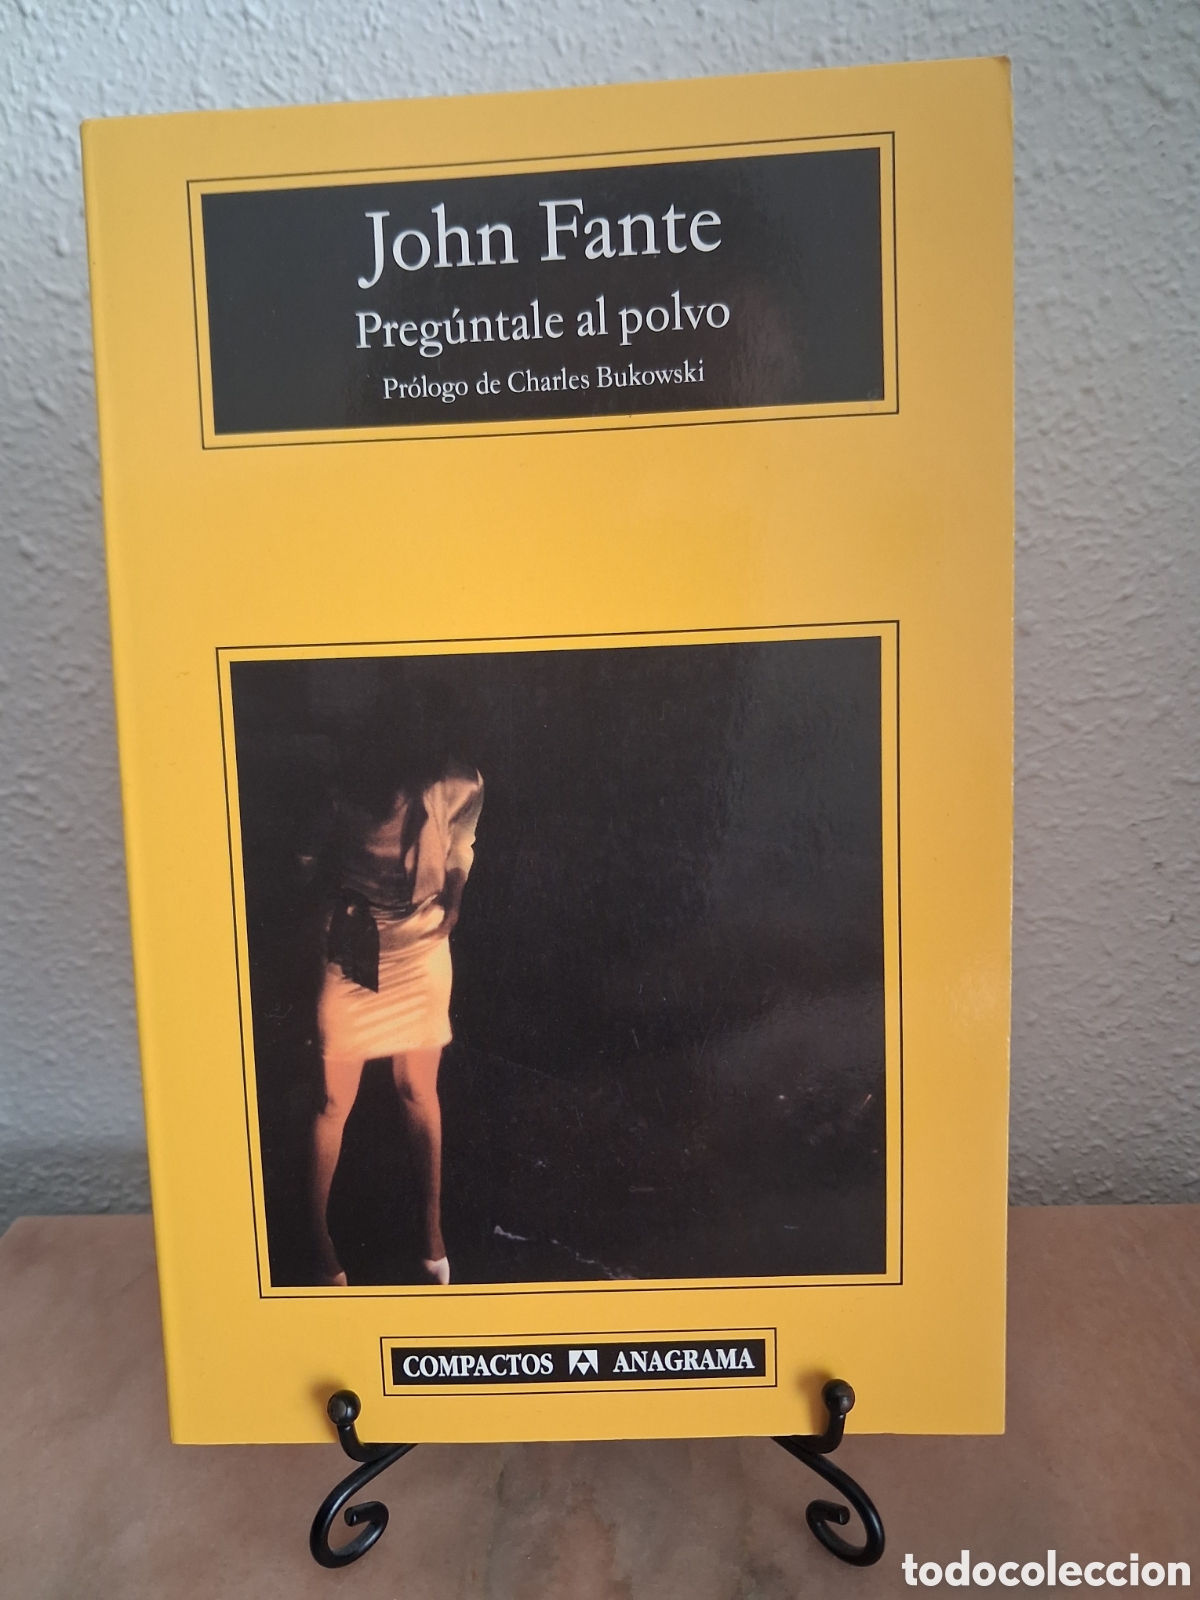 John Fante
Pregúntale al polvo
Prólogo de Charles Bukowski
COMPACTOS ANAGRAMA
todocoleccion